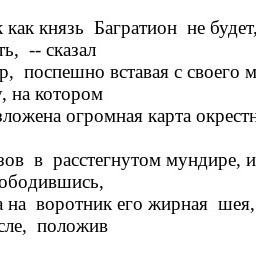 как князь Багратион не будет,
ть, -- сказал
р, поспешно вставая с своего м
, на котором
зложена огромная карта окрестн
зов в расстегнутом мундире, и
ободившись,
а на воротник его жирная шея,
сле, положив